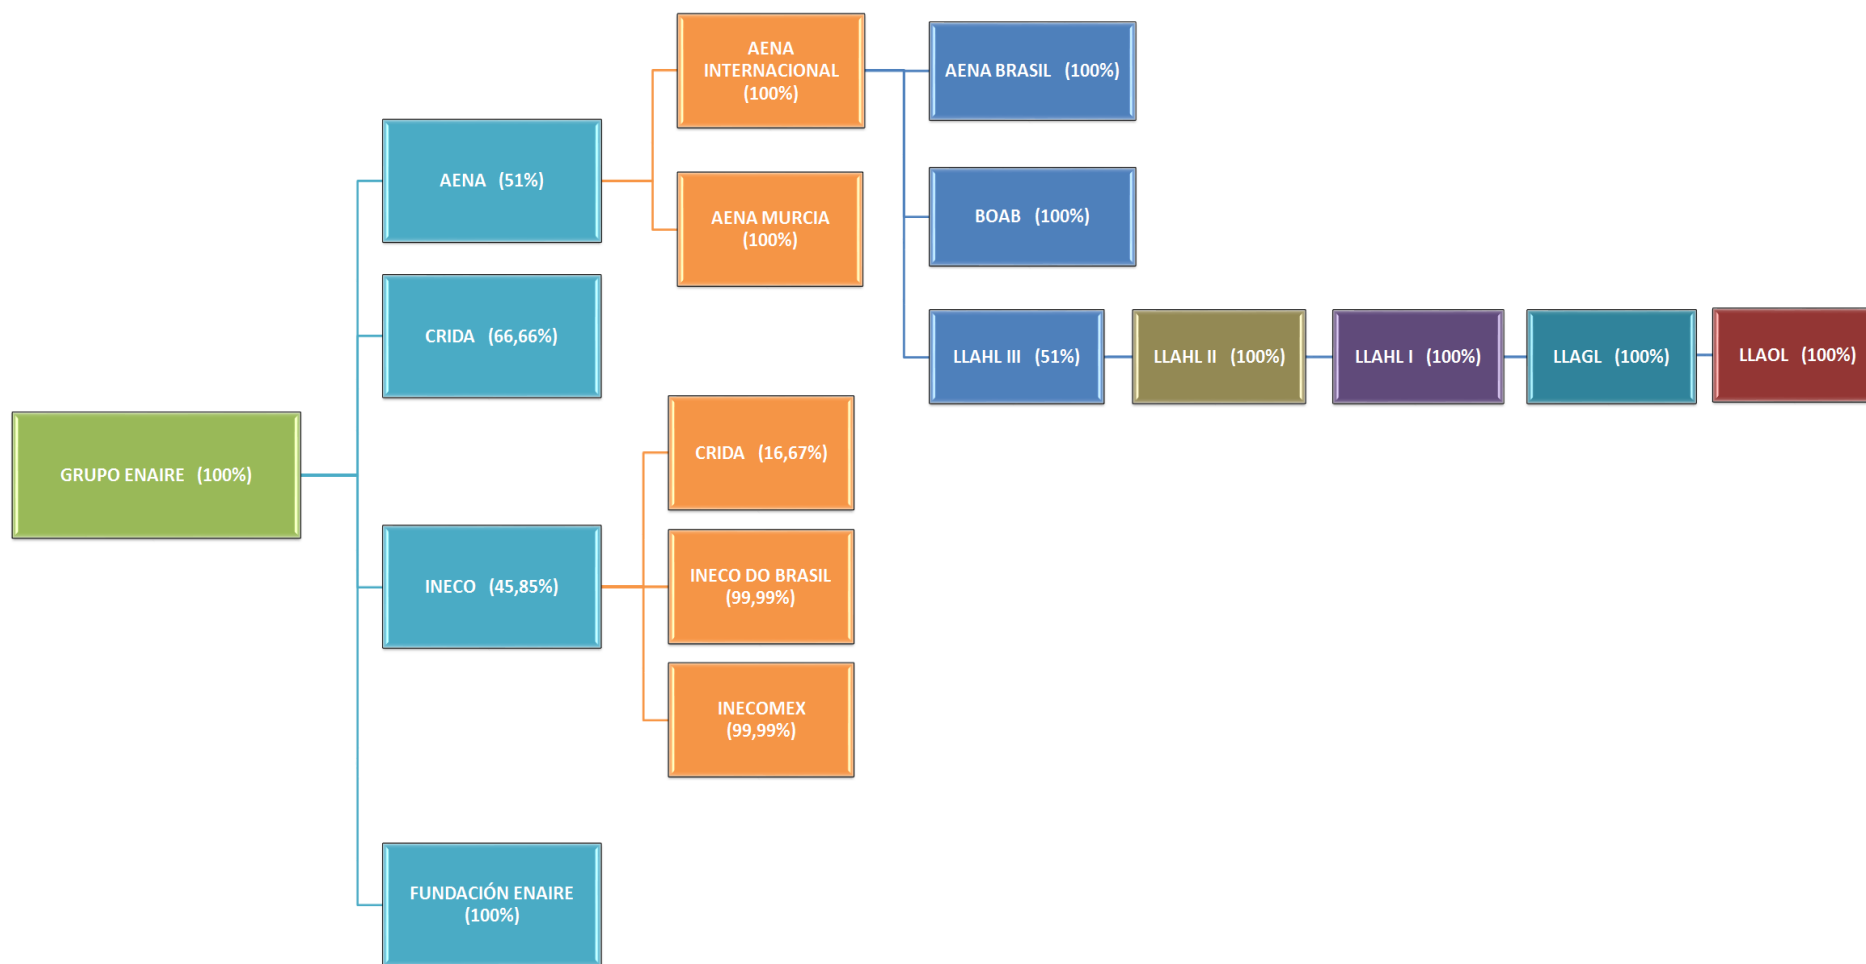 AENA
INTERNACIONAL
(100%)
AENA BRASIL (100%)
AENA (51%)
AENA MURCIA
(100%)
BOAB (100%)
CRIDA (66,66%)
LLAHL III (51%)
LLAHL II (100%)
LLAHL I (100%)
LLAGL (100%)
LLAOL (100%)
GRUPO ENAIRE (100%)
CRIDA (16,67%)
INECO (45,85%)
INECO DO BRASIL
(99,99%)
INECOMEX
(99,99%)
FUNDACIÓN ENAIRE
(100%)